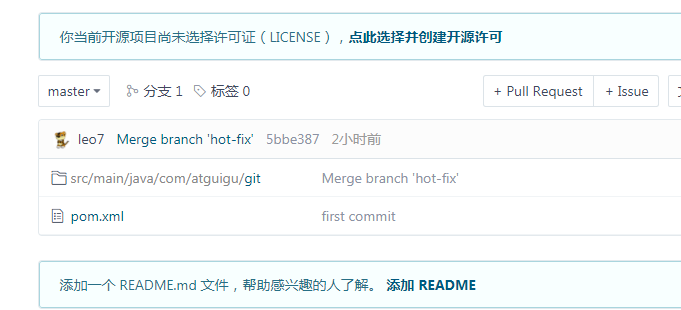 你当前开源项目尚未选择许可证（LICENSE），点此选择并创建开源许可
master 分支 1 标签 0 + Pull Request + Issue
leo7 Merge branch 'hot-fix' 5bbe387 2小时前
src/main/java/com/atguigu/git Merge branch 'hot-fix'
pom.xml first commit
添加一个 README.md 文件，帮助感兴趣的人了解。 添加 README